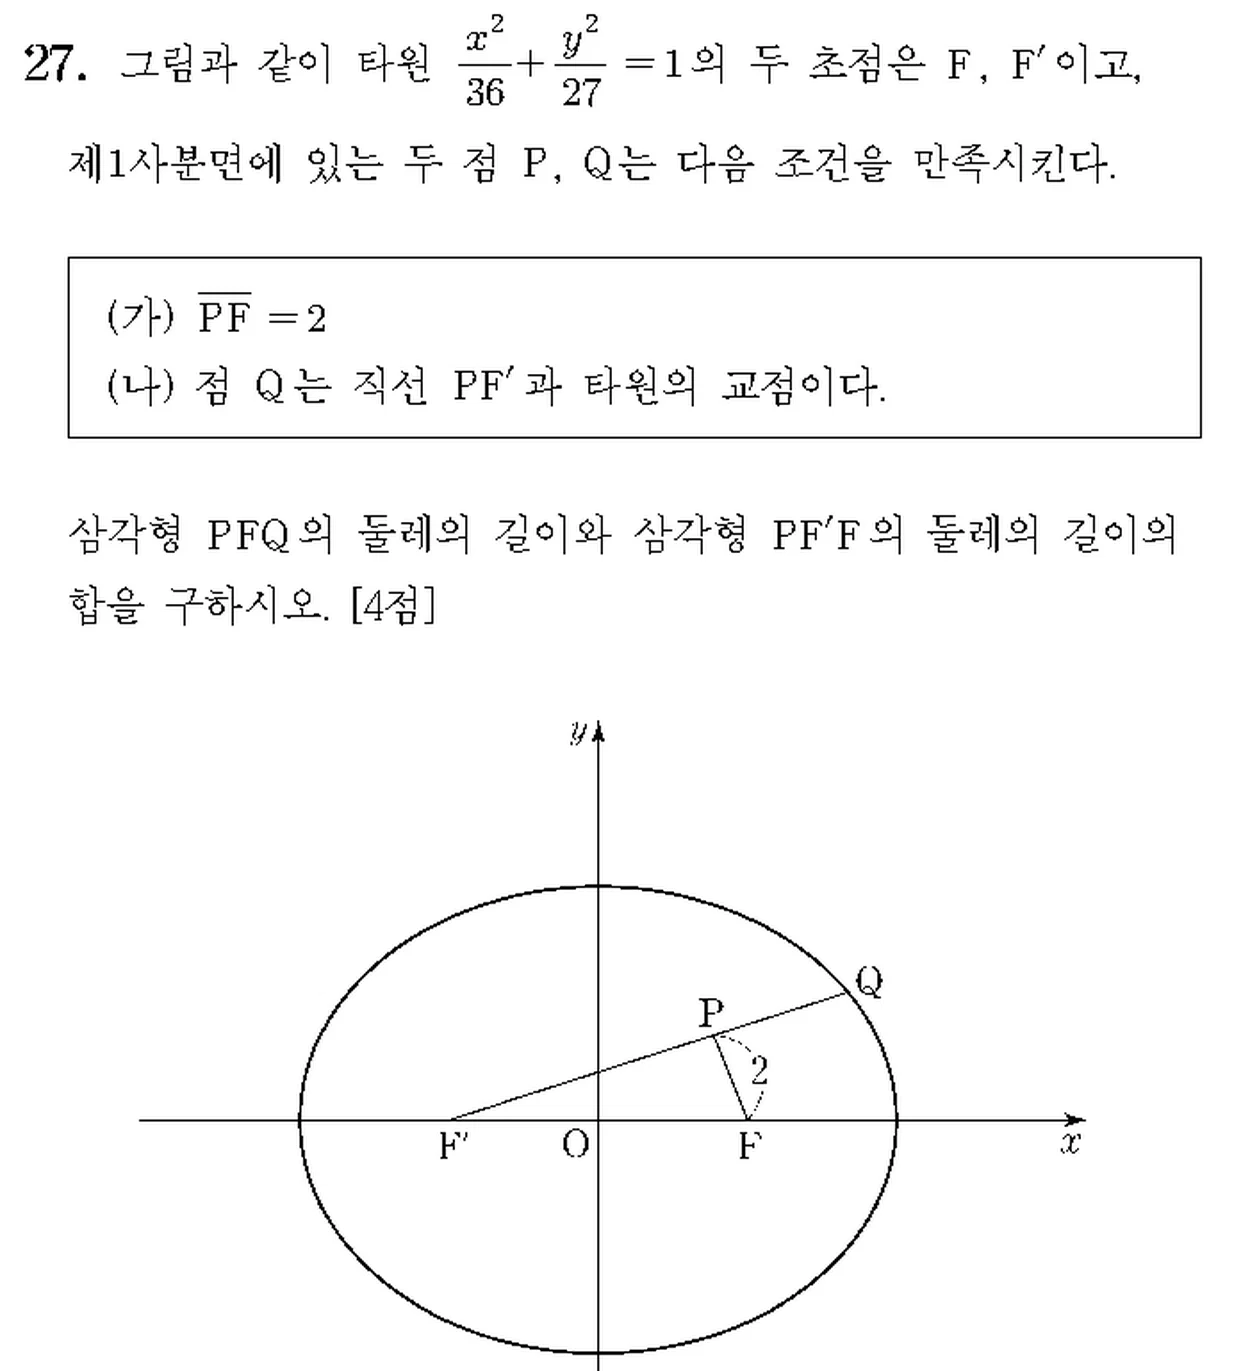 27. 그림과 같이 타원 x²/36 + y²/27 = 1의 두 초점은 F, F′이고,
제1사분면에 있는 두 점 P, Q는 다음 조건을 만족시킨다.
(가) PF = 2
(나) 점 Q는 직선 PF′과 타원의 교점이다.
삼각형 PFQ의 둘레의 길이와 삼각형 PF′F의 둘레의 길이의
합을 구하시오. [4점]
y
Q
P
2
F′ O F x